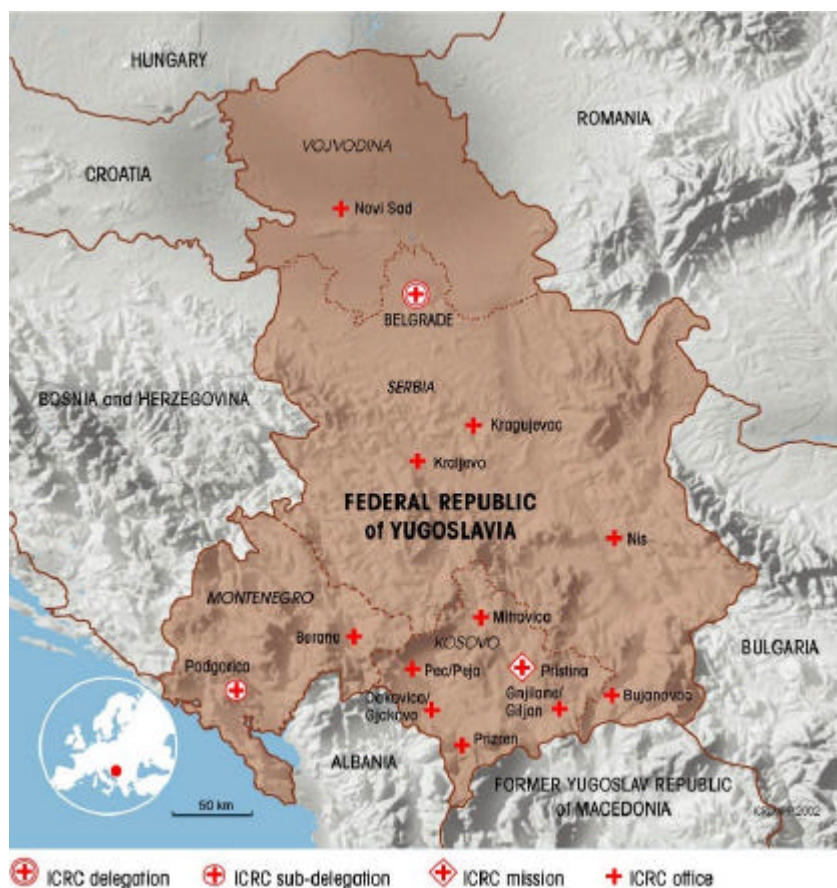 HUNGARY
ROMANIA
VOJVODINA
CROATIA
Novi Sad
BELGRADE
BOSNIA and HERZEGOVINA
SERBIA
Kragujevac
Kraljevo
FEDERAL REPUBLIC
of YUGOSLAVIA
Nis
MONTENEGRO
Mitrovica
Berane
KOSOVO
BULGARIA
Podgorica
Pec/Peja
Pristina
Dakovica/
Gjakova
Gnjilane/
Giljan
Bujanovac
Prizren
ALBANIA
FORMER YUGOSLAV REPUBLIC
of MACEDONIA
50 km
ICRC delegation
ICRC sub-delegation
ICRC mission
ICRC office